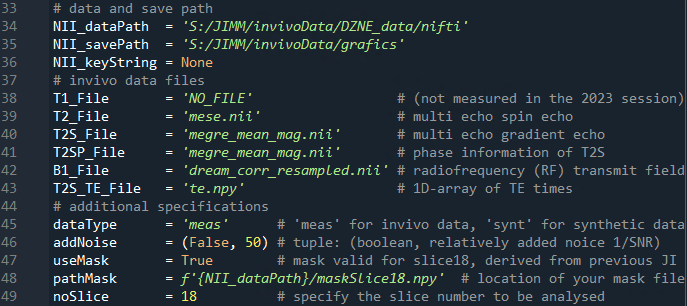 33 # data and save path
34 NII_dataPath = 'S:/JIMM/invivoData/DZNE_data/nifti'
35 NII_savePath = 'S:/JIMM/invivoData/grafics'
36 NII_keyString = None
37 # invivo data files
38 T1_File = 'NO_FILE' # (not measured in the 2023 session)
39 T2_File = 'mese.nii' # multi echo spin echo
40 T2S_File = 'megre_mean_mag.nii' # multi echo gradient echo
41 T2SP_File = 'megre_mean_mag.nii' # phase information of T2S
42 B1_File = 'dream_corr_resampled.nii' # radiofrequency (RF) transmit field
43 T2S_TE_File = 'te.npy' # 1D-array of TE times
44 # additional specifications
45 dataType = 'meas' # 'meas' for invivo data, 'synt' for synthetic data
46 addNoise = (False, 50) # tuple: (boolean, relatively added noice 1/SNR)
47 useMask = True # mask valid for slice18, derived from previous JI
48 pathMask = f'{NII_dataPath}/maskSlice18.npy' # location of your mask file
49 noSlice = 18 # specify the slice number to be analysed